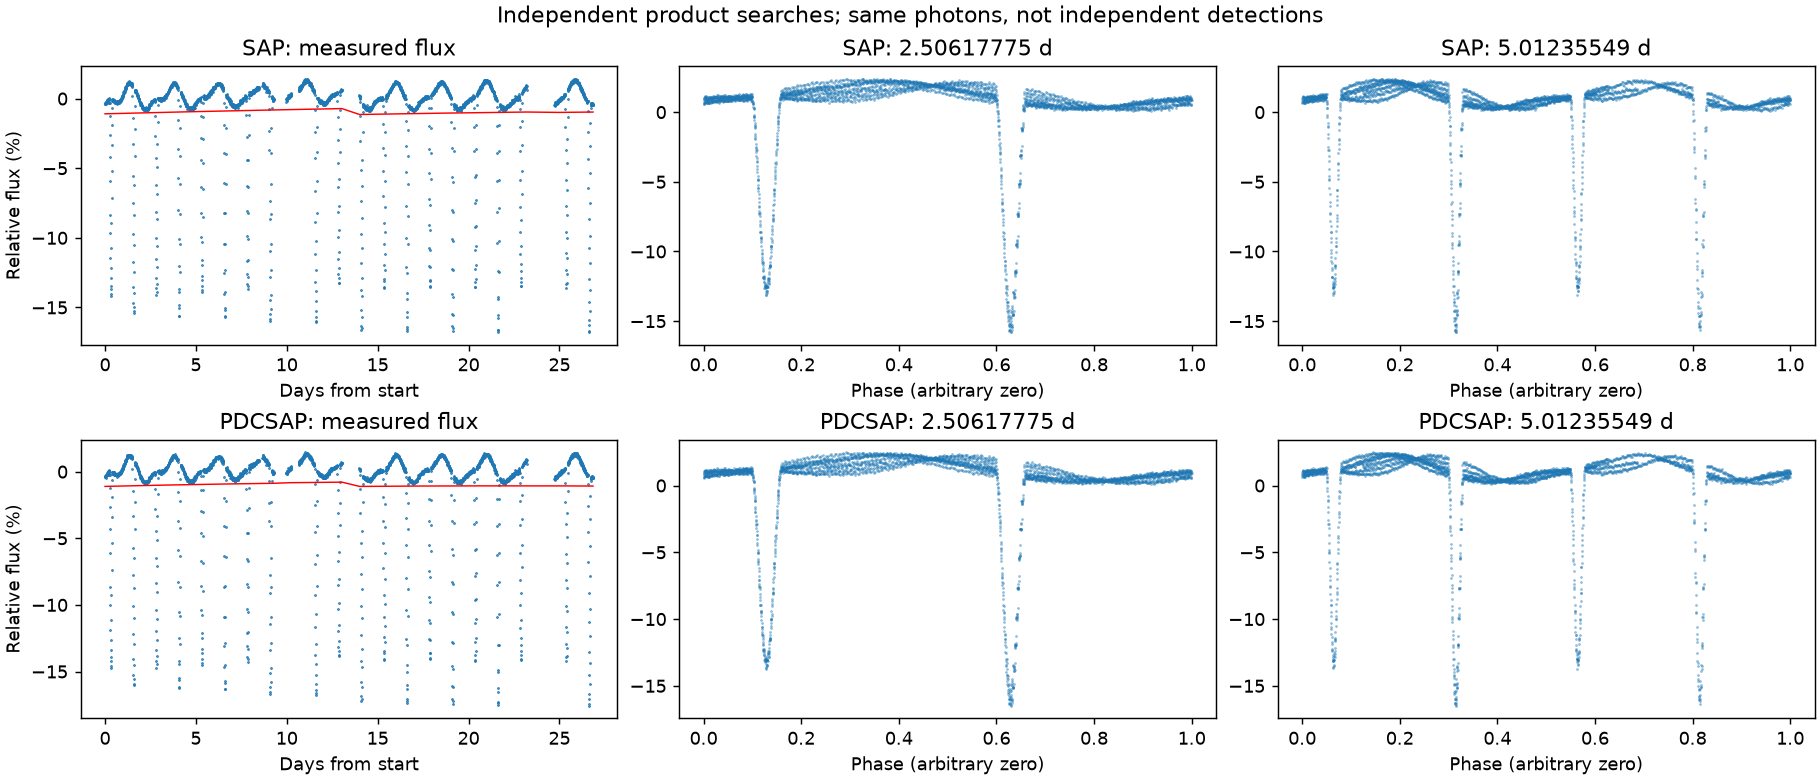 Independent product searches; same photons, not independent detections
SAP: measured flux
SAP: 2.50617775 d
SAP: 5.01235549 d
Relative flux (%)
0
−5
−10
−15
0
−5
−10
−15
0
−5
−10
−15
0 5 10 15 20 25
0.0 0.2 0.4 0.6 0.8 1.0
0.0 0.2 0.4 0.6 0.8 1.0
Days from start
Phase (arbitrary zero)
Phase (arbitrary zero)
PDCSAP: measured flux
PDCSAP: 2.50617775 d
PDCSAP: 5.01235549 d
Relative flux (%)
0
−5
−10
−15
0
−5
−10
−15
0
−5
−10
−15
0 5 10 15 20 25
0.0 0.2 0.4 0.6 0.8 1.0
0.0 0.2 0.4 0.6 0.8 1.0
Days from start
Phase (arbitrary zero)
Phase (arbitrary zero)